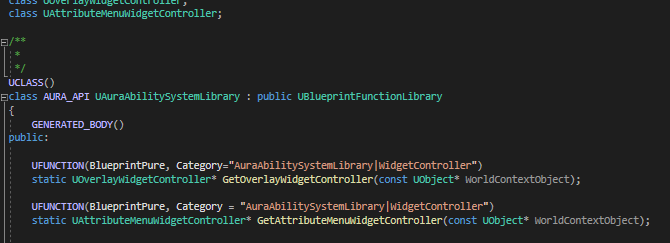 class UOverlayWidgetController;
class UAttributeMenuWidgetController;
/**
*
*/
UCLASS()
class AURA_API UAuraAbilitySystemLibrary : public UBlueprintFunctionLibrary
{
GENERATED_BODY()
public:
UFUNCTION(BlueprintPure, Category="AuraAbilitySystemLibrary|WidgetController")
static UOverlayWidgetController* GetOverlayWidgetController(const UObject* WorldContextObject);
UFUNCTION(BlueprintPure, Category = "AuraAbilitySystemLibrary|WidgetController")
static UAttributeMenuWidgetController* GetAttributeMenuWidgetController(const UObject* WorldContextObject);